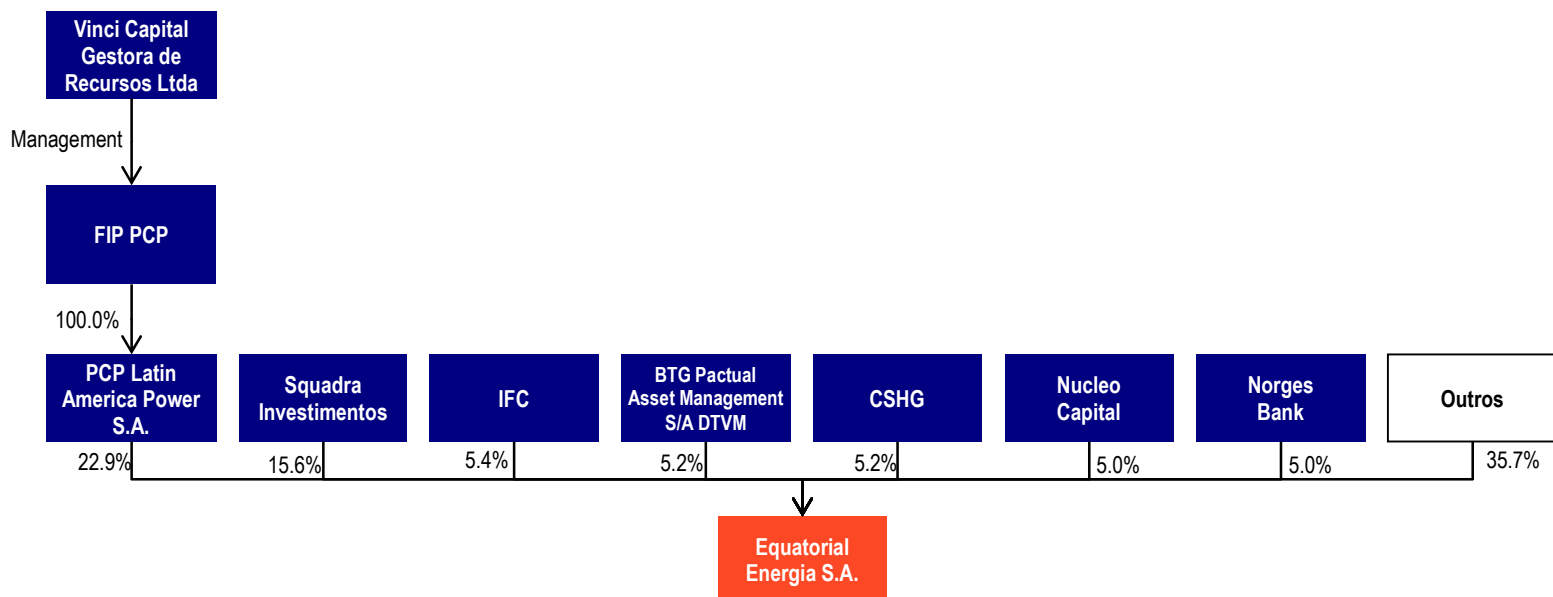 Vinci Capital
Gestora de
Recursos Ltda
Management
FIP PCP
100.0%
PCP Latin
America Power
S.A.
Squadra
Investimentos
IFC
BTG Pactual
Asset Management
S/A DTVM
CSHG
Nucleo
Capital
Norges
Bank
Outros
22.9%
15.6%
5.4%
5.2%
5.2%
5.0%
5.0%
35.7%
Equatorial
Energia S.A.